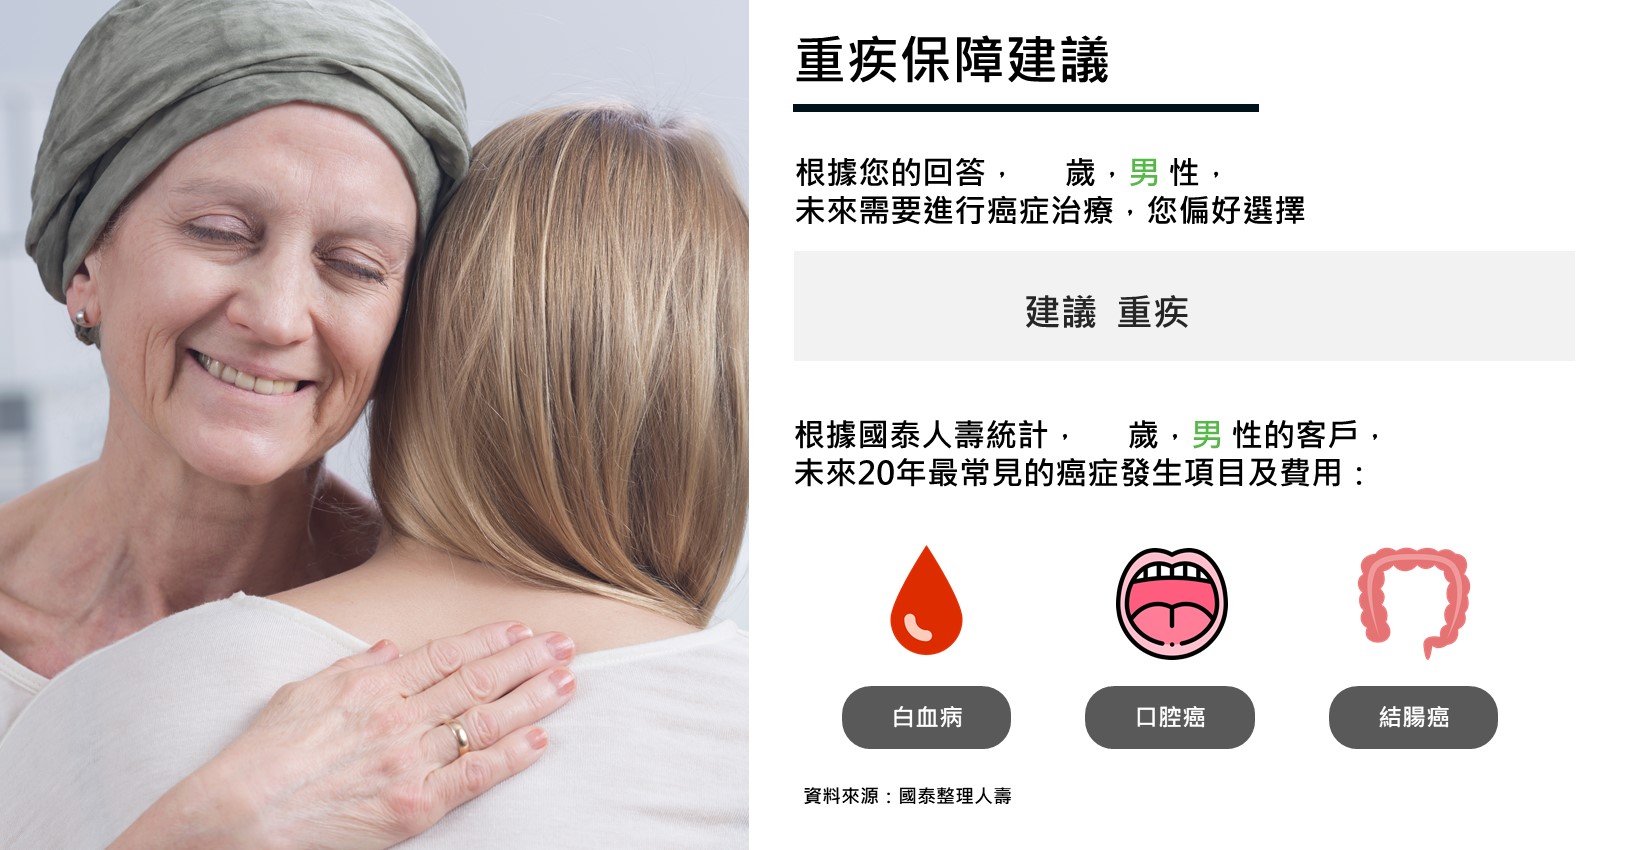 重疾保障建議
根據您的回答，　歲，男 性，
未來需要進行癌症治療，您偏好選擇
建議 重疾
根據國泰人壽統計，　歲，男 性的客戶，
未來20年最常見的癌症發生項目及費用：
白血病 口腔癌 結腸癌
資料來源：國泰整理人壽